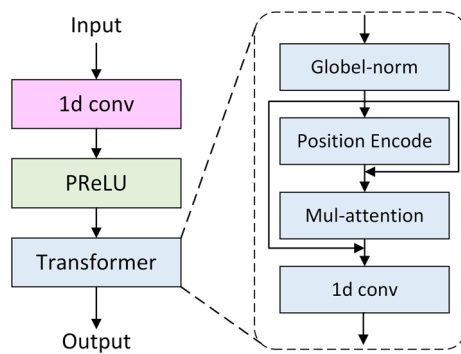 Input
1d conv
PReLU
Transformer
Output
Globel-norm
Position Encode
Mul-attention
1d conv